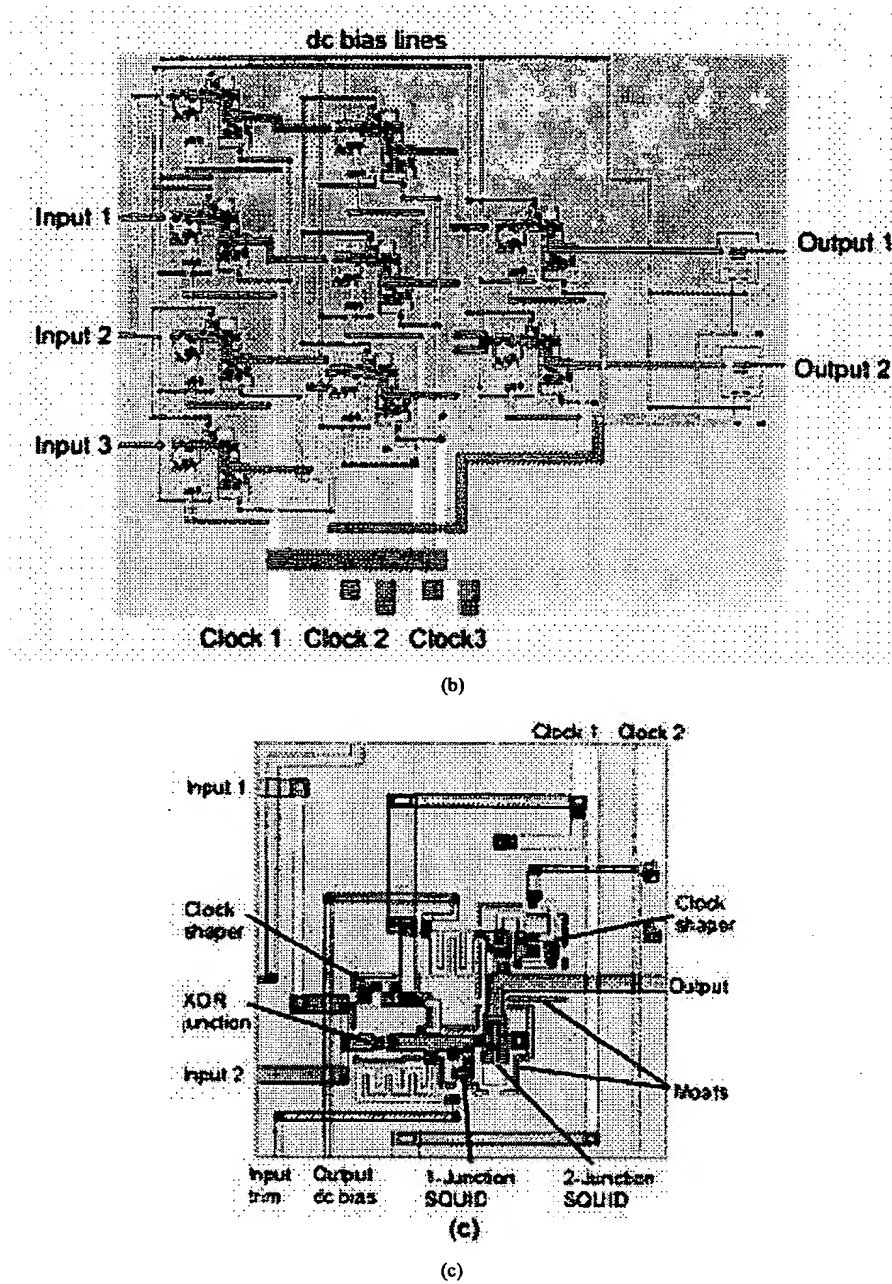 dc bias lines
Input 1
Output 1
Input 2
Output 2
Input 3
Clock 1 Clock 2 Clock3
(b)
Clock 1 Clock 2
Input 1
Clock
shaper
Clock
shaper
Output
XOR
junction
Input 2
Moats
Input
trim
Output
dc bias
1-Junction
SQUID
2-Junction
SQUID
(c)
(c)